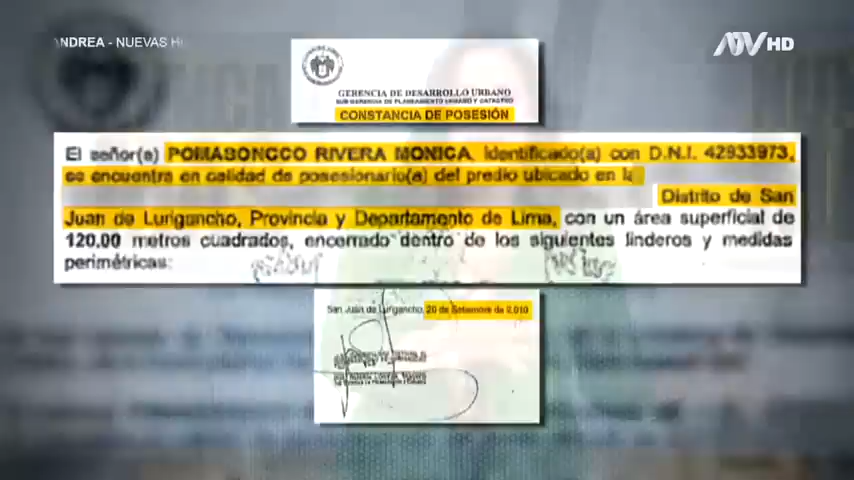 ANDREA - NUEVAS H
ATV HD
GERENCIA DE DESARROLLO URBANO
SUB GERENCIA DE PLANEAMIENTO URBANO Y CATASTRO
CONSTANCIA DE POSESIÓN
El señor(a) POMASONCCO RIVERA MONICA, identificado(a) con D.N.I. 42933973,
se encuentra en calidad de posesionario(a) del predio ubicado en la
Distrito de San
Juan de Lurigancho, Provincia y Departamento de Lima, con un área superficial de
120.00 metros cuadrados, encerrado dentro de los siguientes linderos y medidas
perimétricas:
San Juan de Lurigancho, 20 de Setiembre de 2,010